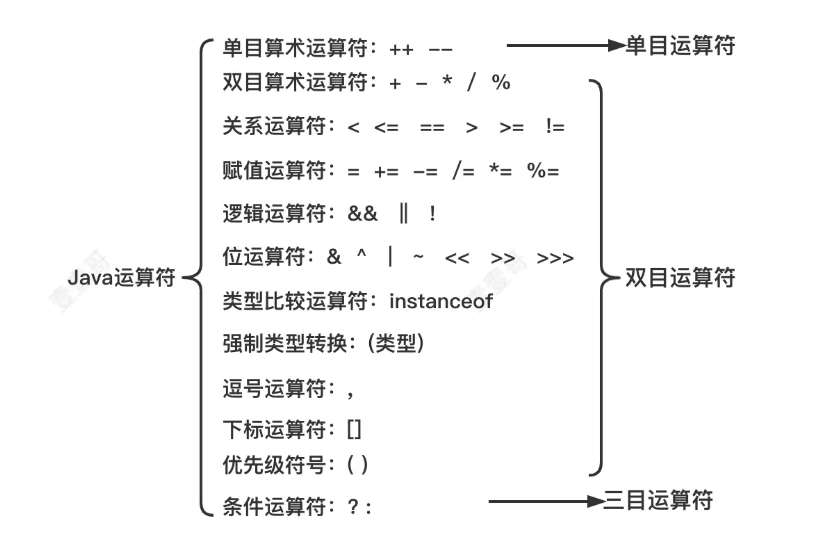 单目算术运算符：++ --
单目运算符
双目算术运算符：+ - * / %
关系运算符：< <= == > >= !=
赋值运算符：= += -= /= *= %=
逻辑运算符：&& || !
位运算符：& ^ | ~ << >> >>>
Java运算符
双目运算符
类型比较运算符：instanceof
强制类型转换：(类型)
逗号运算符：,
下标运算符：[]
优先级符号：( )
条件运算符：? :
三目运算符